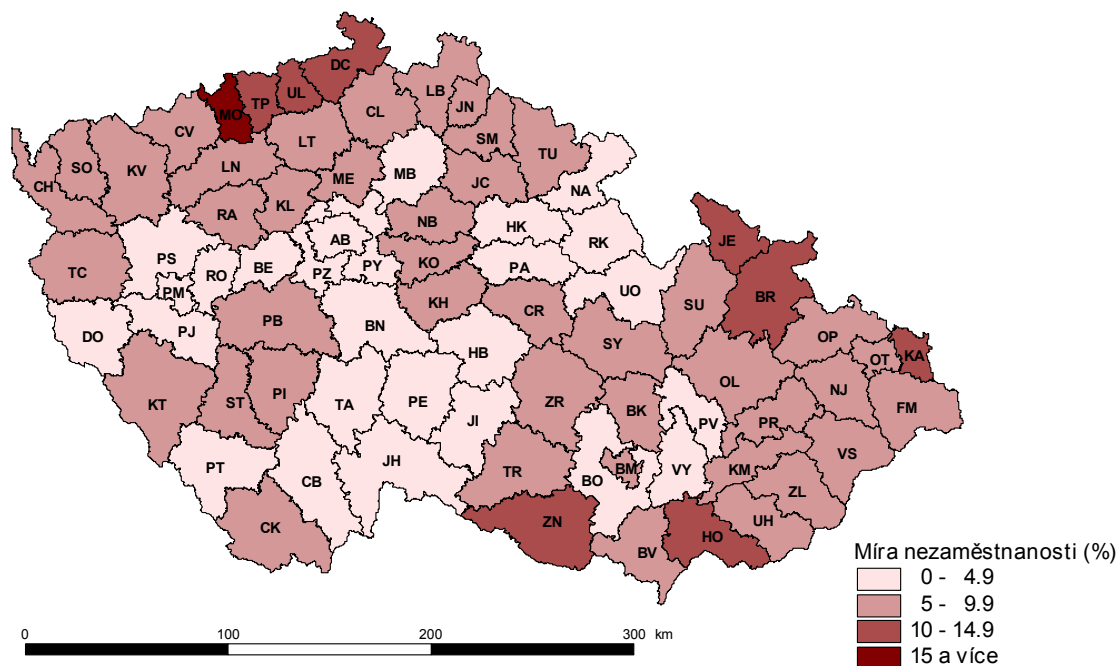 DC
MO TP UL
CV CL LB JN
LT SM
CH SO KV LN TU
ME MB JC NA
RA KL
NB HK RK
AB
TC PS RO BE PZ PY KO PA
PM UO
JE
BR
SU
DO PJ PB BN KH CR
HB SY OP OT KA
KT ST PI TA PE ZR OL NJ FM
JI BK PV PR
PT CB JH TR BO BM VY KM VS
ZL
CK ZN BV HO UH
Míra nezaměstnanosti (%)
0 - 4.9
5 - 9.9
10 - 14.9
15 a více
0 100 200 300 km